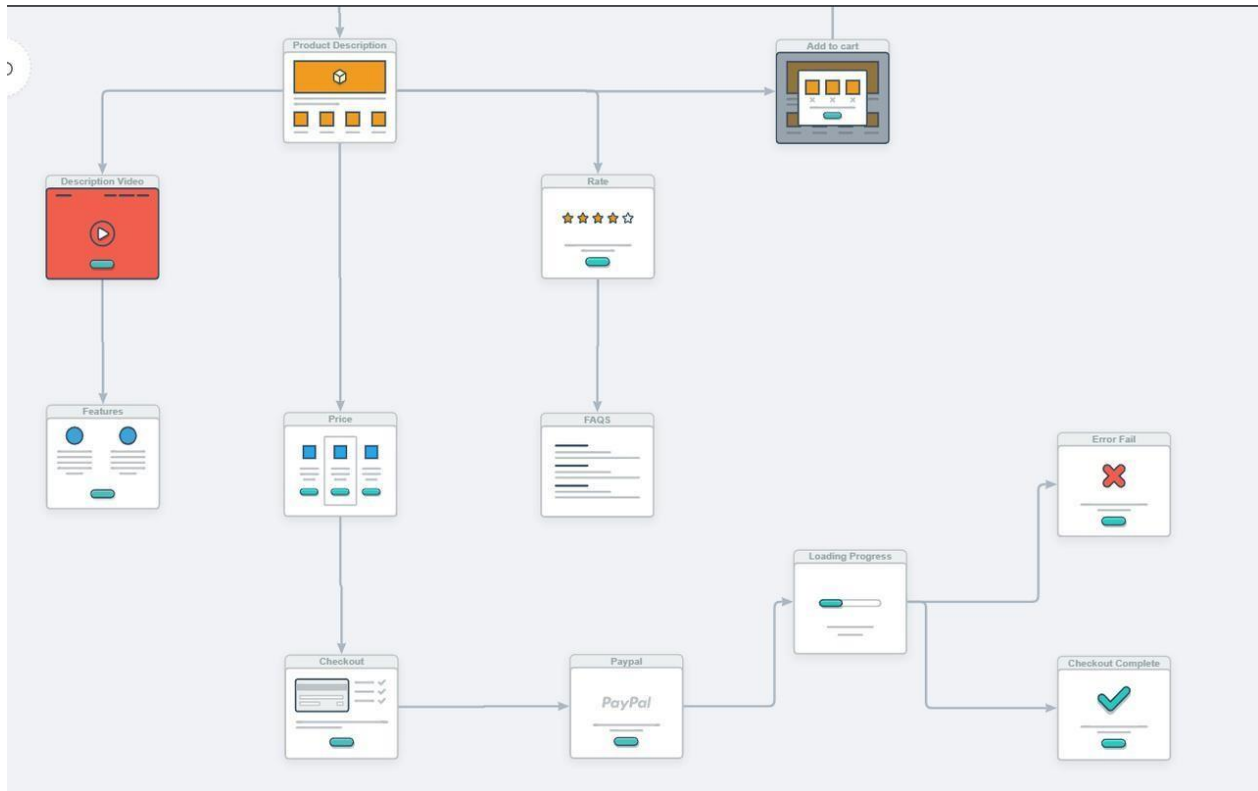 Product Description
Add to cart
Description Video
Rate
Features
Price
FAQS
Error Fail
Loading Progress
Checkout
Paypal
Checkout Complete
PayPal